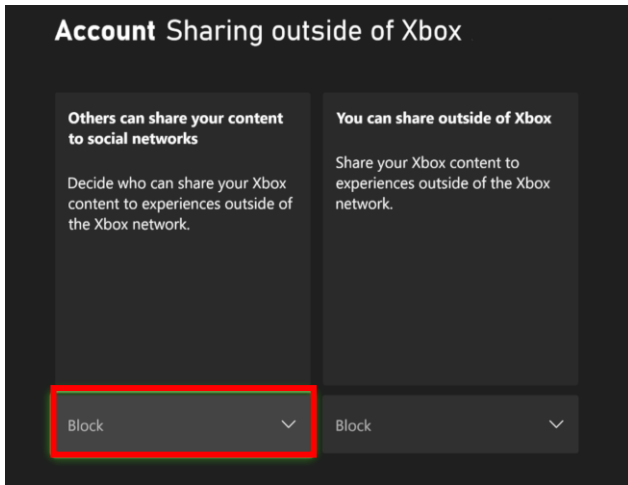 Account Sharing outside of Xbox
Others can share your content
to social networks
Decide who can share your Xbox
content to experiences outside of
the Xbox network.
Block
You can share outside of Xbox
Share your Xbox content to
experiences outside of the Xbox
network.
Block